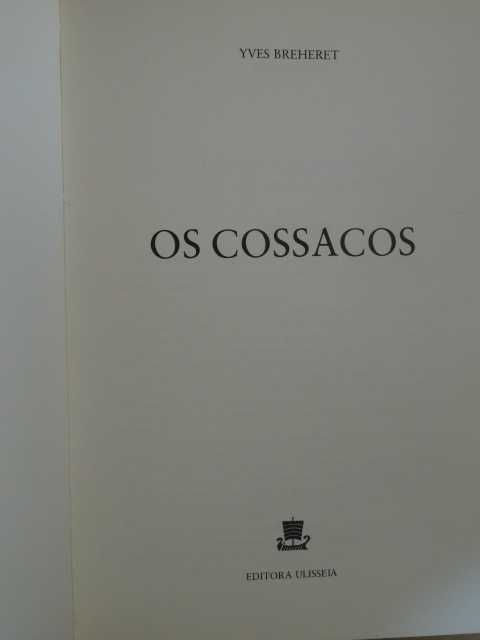 YVES BREHERET
OS COSSACOS
EDITORA ULISSEIA